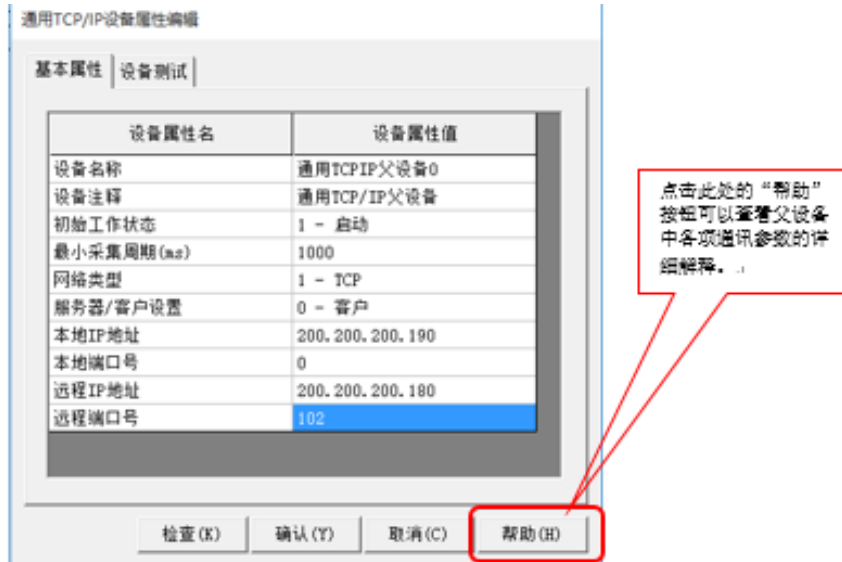 通用TCP/IP设备属性编辑
基本属性 设备测试
设备属性名 设备属性值
设备名称 通用TCPIP父设备0
设备注释 通用TCP/IP父设备
初始工作状态 1 - 启动
最小采集周期(ms) 1000
网络类型 1 - TCP
服务器/客户设置 0 - 客户
本地IP地址 200.200.200.190
本地端口号 0
远程IP地址 200.200.200.180
远程端口号 102
检查(K) 确认(Y) 取消(C) 帮助(H)
点击此处的“帮助”
按钮可以查看父设备
中各项通讯参数的详
细解释。